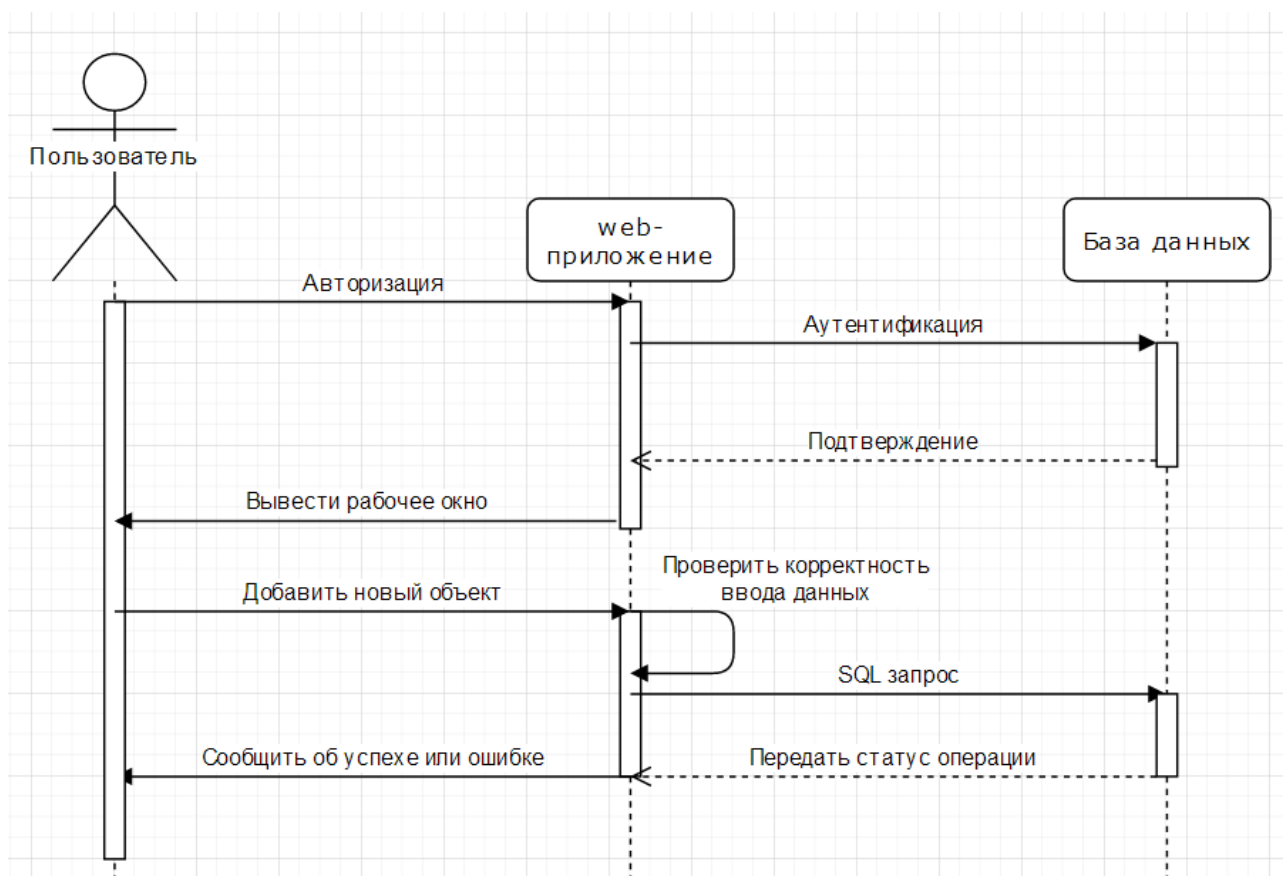 Пользователь
web-
приложение
База данных
Авторизация
Аутентификация
Подтверждение
Вывести рабочее окно
Проверить корректность
ввода данных
Добавить новый объект
SQL запрос
Сообщить об успехе или ошибке
Передать статус операции